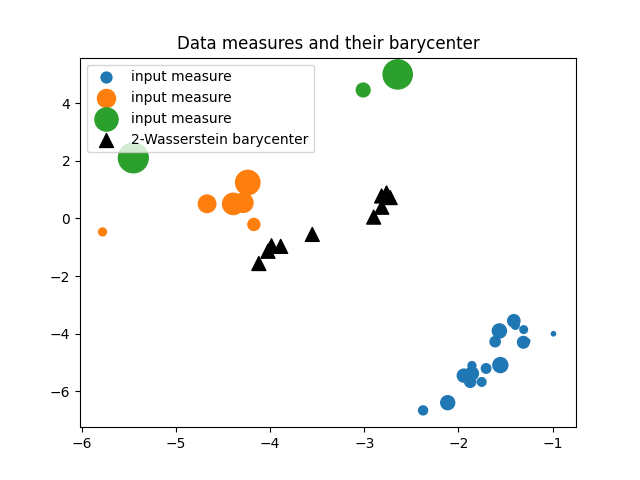 Data measures and their barycenter
input measure
input measure
input measure
2-Wasserstein barycenter
4
2
0
−2
−4
−6
−6 −5 −4 −3 −2 −1